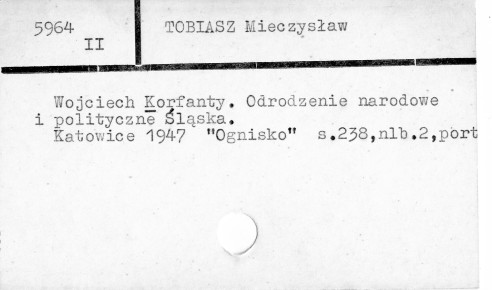 5964
II
TOBIASZ Mieczysław
Wojciech Korfanty. Odrodzenie narodowe
i polityczne Śląska.
Katowice 1947 "Ognisko" s.238,nlb.2,port